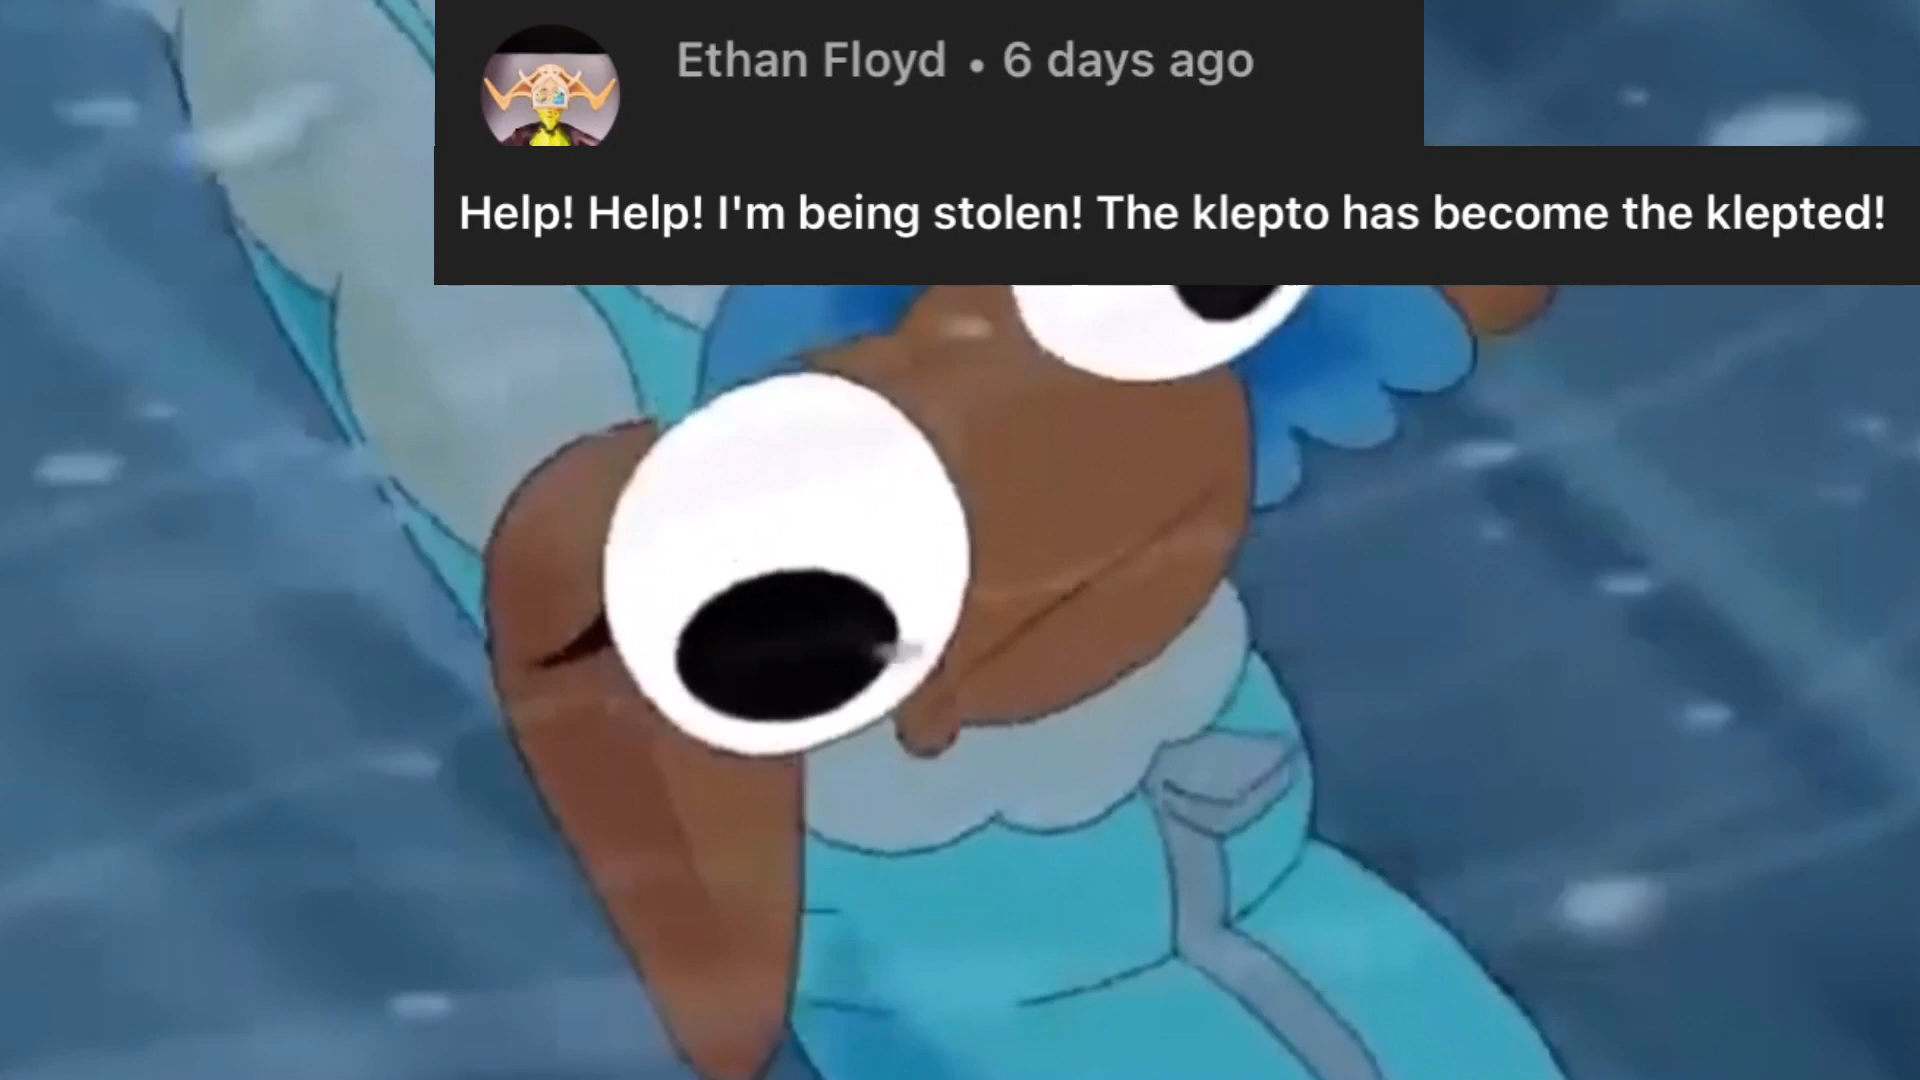 Ethan Floyd • 6 days ago
Help! Help! I'm being stolen! The klepto has become the klepted!